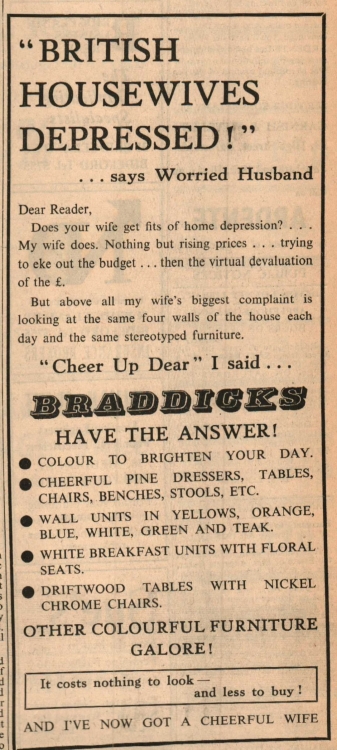 "BRITISH
HOUSEWIVES
DEPRESSED!"
... says Worried Husband
Dear Reader,
Does your wife get fits of home depression? . . .
My wife does. Nothing but rising prices . . . trying
to eke out the budget . . . then the virtual devaluation
of the £.
But above all my wife's biggest complaint is
looking at the same four walls of the house each
day and the same stereotyped furniture.
"Cheer Up Dear" I said . . .
BRADDICKS
HAVE THE ANSWER!
● COLOUR TO BRIGHTEN YOUR DAY.
● CHEERFUL PINE DRESSERS, TABLES,
CHAIRS, BENCHES, STOOLS, ETC.
● WALL UNITS IN YELLOWS, ORANGE,
BLUE, WHITE, GREEN AND TEAK.
● WHITE BREAKFAST UNITS WITH FLORAL
SEATS.
● DRIFTWOOD TABLES WITH NICKEL
CHROME CHAIRS.
OTHER COLOURFUL FURNITURE
GALORE!
It costs nothing to look—
and less to buy!
AND I'VE NOW GOT A CHEERFUL WIFE